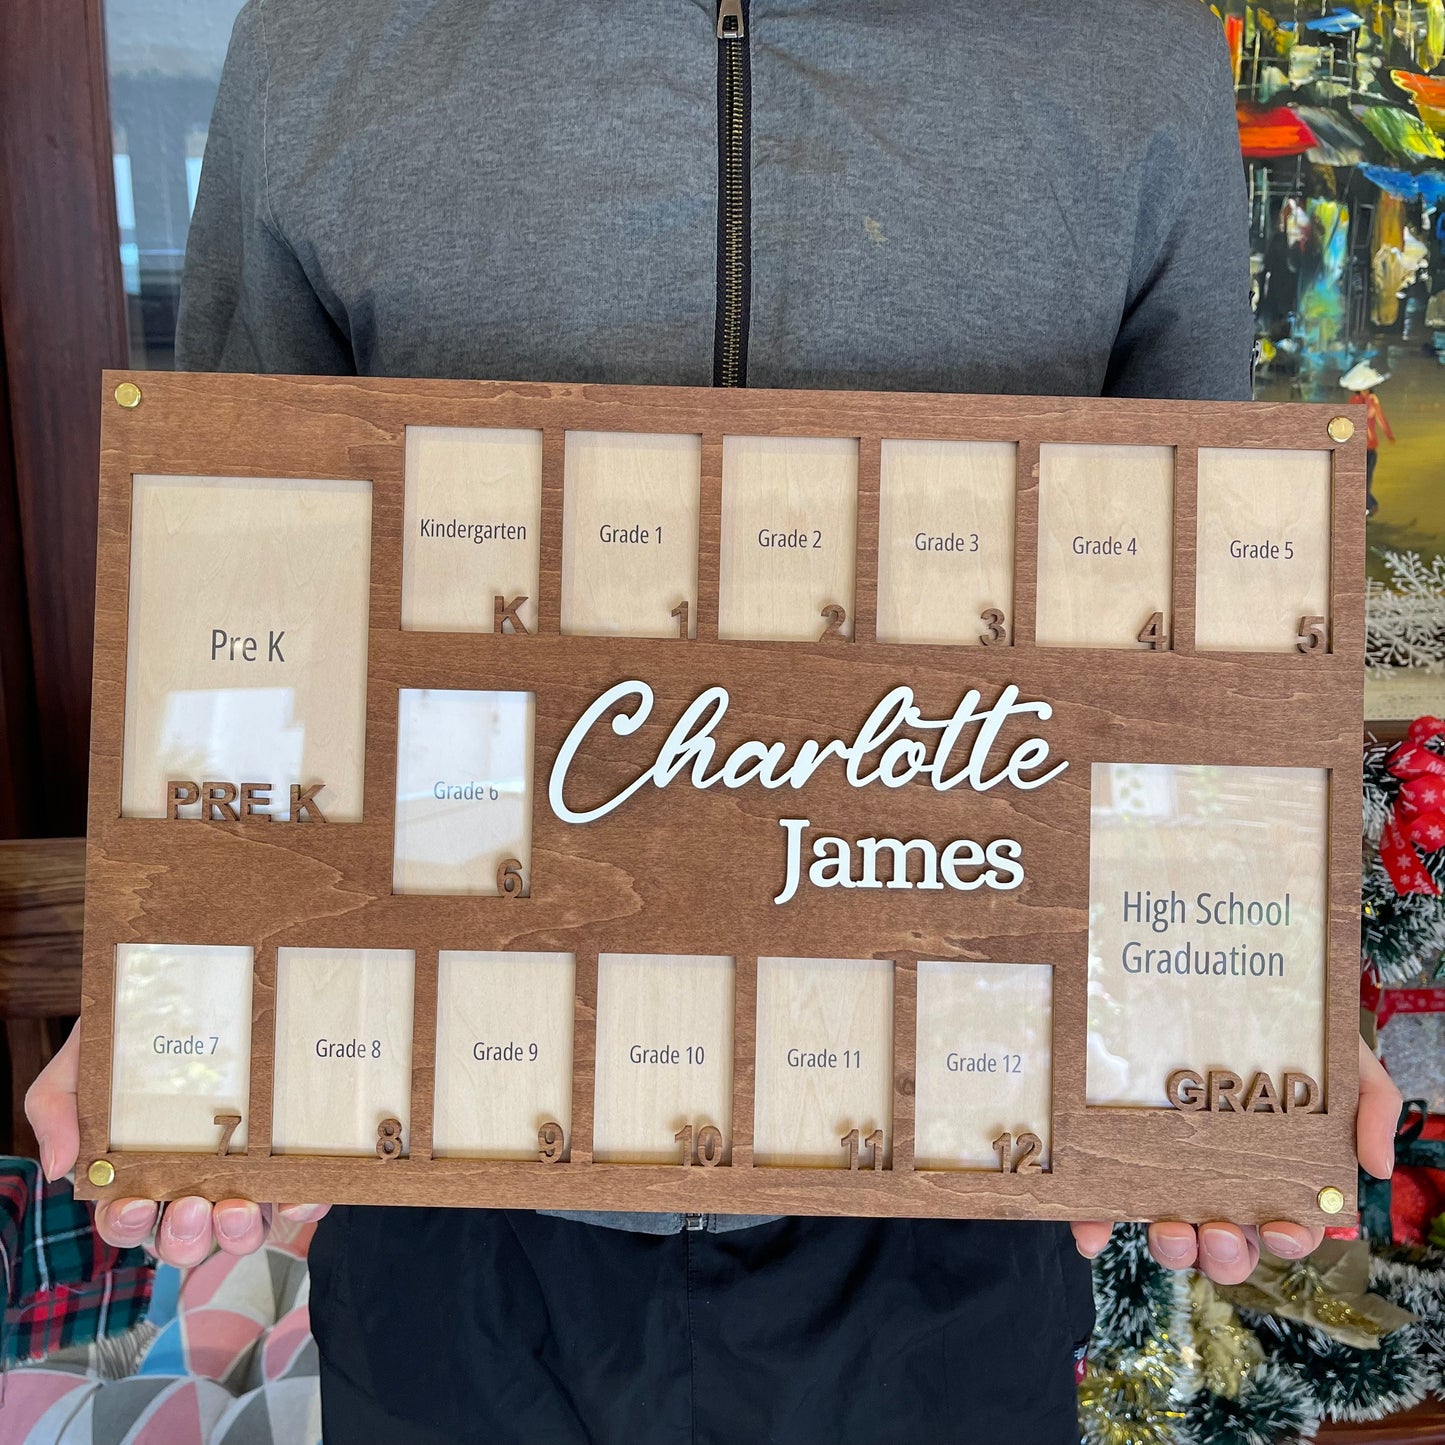 Kindergarten
K
Grade 1
1
Grade 2
2
Grade 3
3
Grade 4
4
Grade 5
5
Pre K
PRE K
Grade 6
6
Charlotte
James
High School
Graduation
GRAD
Grade 7
7
Grade 8
8
Grade 9
9
Grade 10
10
Grade 11
11
Grade 12
12